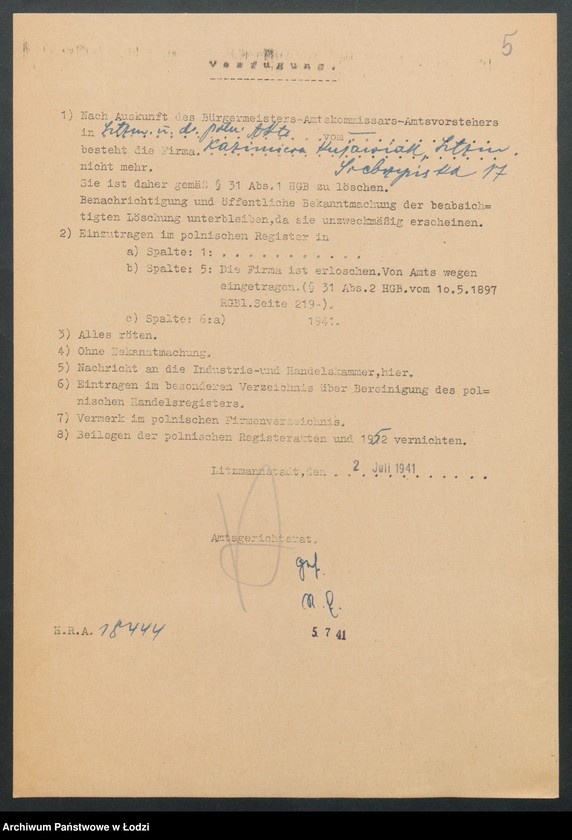 5
Verfügung.
1) Nach Auskunft des Bürgermeisters-Amtskommissars-Amtsvorstehers
in Litzm. u. d. poln. Akte vom —
besteht die Firma Kazimiera Kujawiak, Litzm.
nicht mehr. Srebrzyńska 17
Sie ist daher gemäß § 31 Abs.1 HGB zu löschen.
Benachrichtigung und öffentliche Bekanntmachung der beabsich=
tigten Löschung unterbleiben,da sie unzweckmäßig erscheinen.
2) Einzutragen im polnischen Register in
a) Spalte: 1: . . . . . . . . . . . .
b) Spalte: 5: Die Firma ist erloschen.Von Amts wegen
eingetragen.(§ 31 Abs.2 HGB.vom 1o.5.1897
RGBl.Seite 219-).
c) Spalte: 6:a) 1941.
3) Alles röten.
4) Ohne Bekanntmachung.
5) Nachricht an die Industrie-und Handelskammer,hier.
6) Eintragen im besonderen Verzeichnis über Bereinigung des pol=
nischen Handelsregisters.
7) Vermerk im polnischen Firmenverzeichnis.
8) Beilogen der polnischen Registerakten und 1952 vernichten.
Litzmannstadt,den 2. Juli 1941
Amtsgerichtsrat.
gef.
H.R.A. 18444
5. 7 41
Archiwum Państwowe w Łodzi